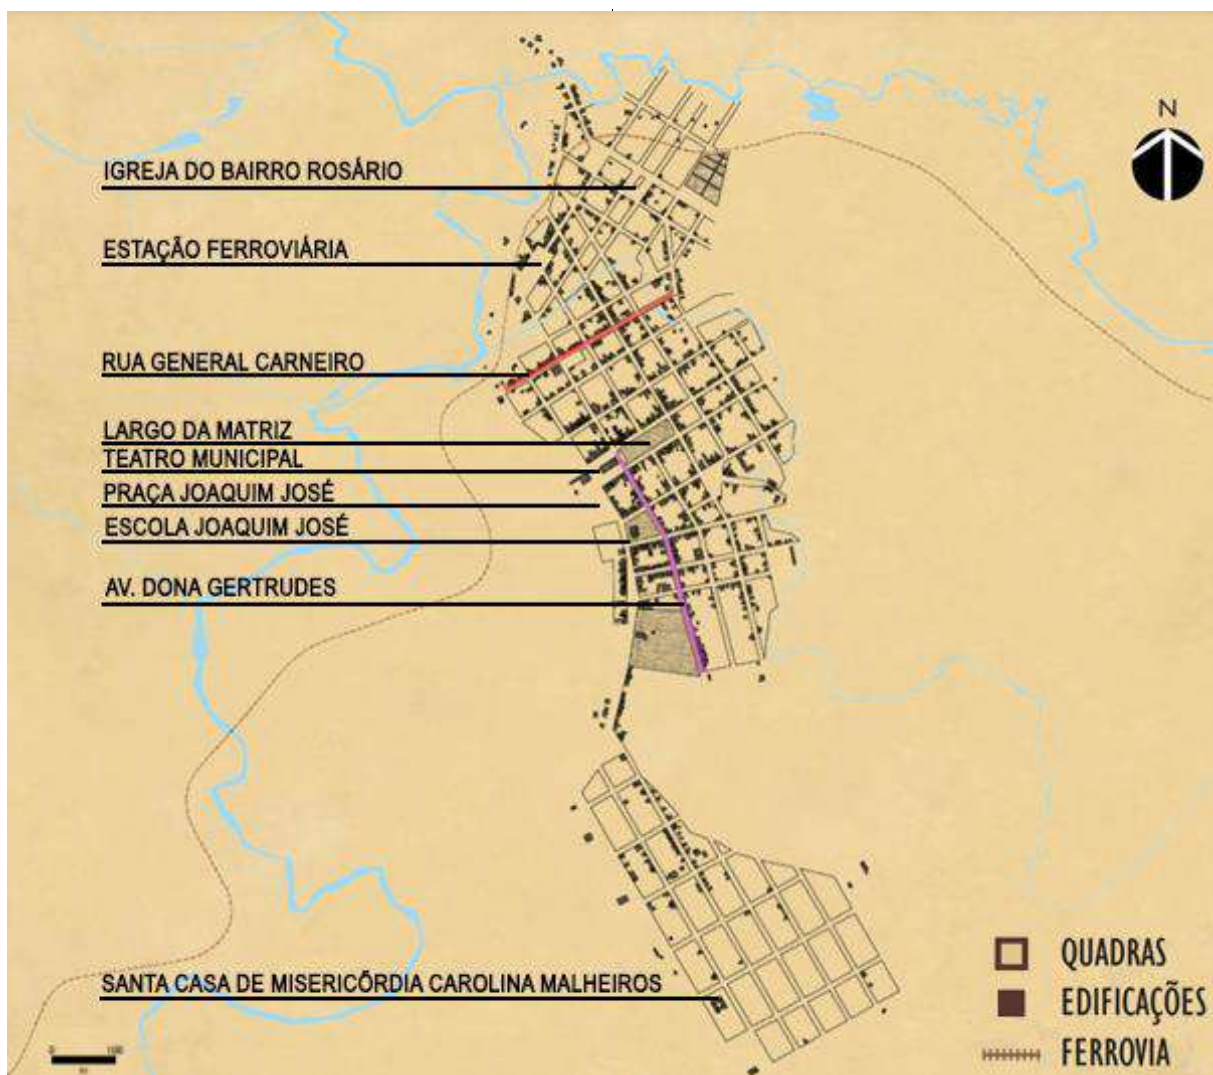 N
IGREJA DO BAIRRO ROSÁRIO
ESTAÇÃO FERROVIÁRIA
RUA GENERAL CARNEIRO
LARGO DA MATRIZ
TEATRO MUNICIPAL
PRAÇA JOAQUIM JOSÉ
ESCOLA JOAQUIM JOSÉ
AV. DONA GERTRUDES
SANTA CASA DE MISERICÓRDIA CAROLINA MALHEIROS
QUADRAS
EDIFICAÇÕES
FERROVIA